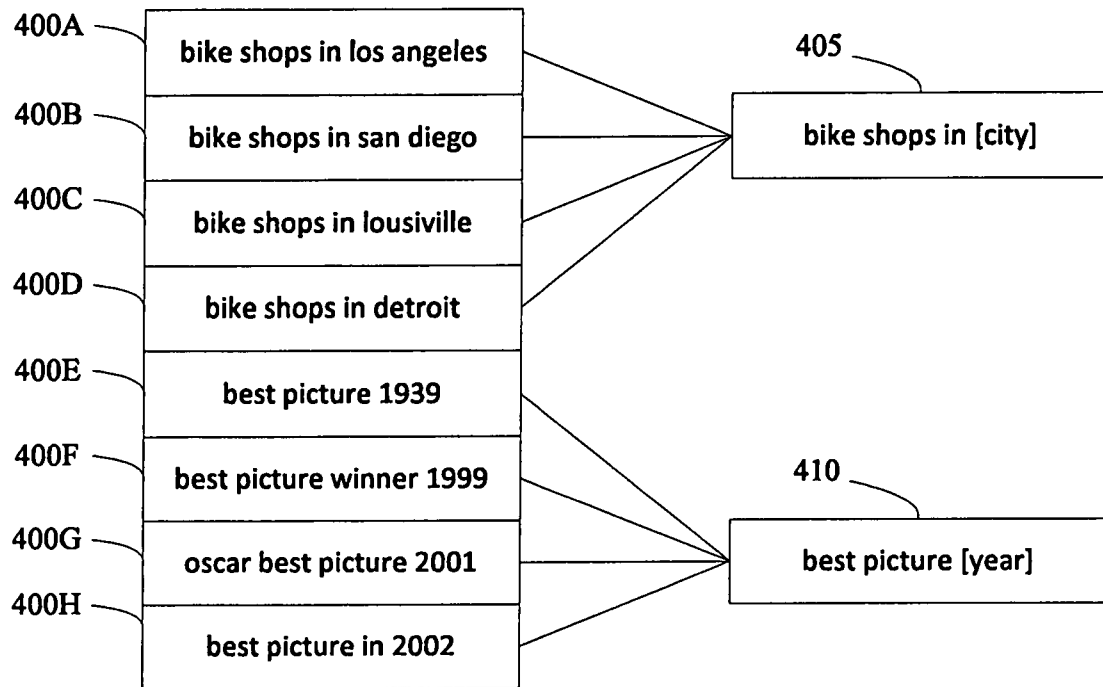 400A
bike shops in los angeles
405
400B
bike shops in san diego
bike shops in [city]
400C
bike shops in lousiville
400D
bike shops in detroit
400E
best picture 1939
400F
best picture winner 1999
410
400G
oscar best picture 2001
best picture [year]
400H
best picture in 2002